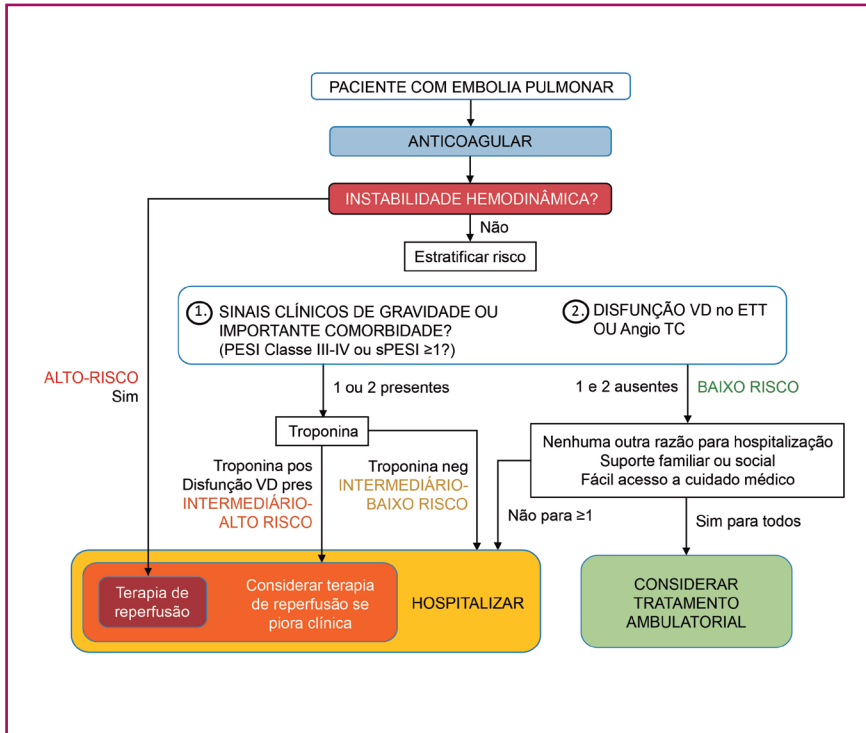 PACIENTE COM EMBOLIA PULMONAR
ANTICOAGULAR
INSTABILIDADE HEMODINÂMICA?
Não
Estratificar risco
1. SINAIS CLÍNICOS DE GRAVIDADE OU
IMPORTANTE COMORBIDADE?
(PESI Classe III-IV ou sPESI ≥1?)
2. DISFUNÇÃO VD no ETT
OU Angio TC
ALTO-RISCO
Sim
1 ou 2 presentes
1 e 2 ausentes
BAIXO RISCO
Troponina
Nenhuma outra razão para hospitalização
Suporte familiar ou social
Fácil acesso a cuidado médico
Troponina pos
Disfunção VD pres
INTERMEDIÁRIO-
ALTO RISCO
Troponina neg
INTERMEDIÁRIO-
BAIXO RISCO
Não para ≥1
Sim para todos
Terapia de
reperfusão
Considerar terapia
de reperfusão se
piora clínica
HOSPITALIZAR
CONSIDERAR
TRATAMENTO
AMBULATORIAL